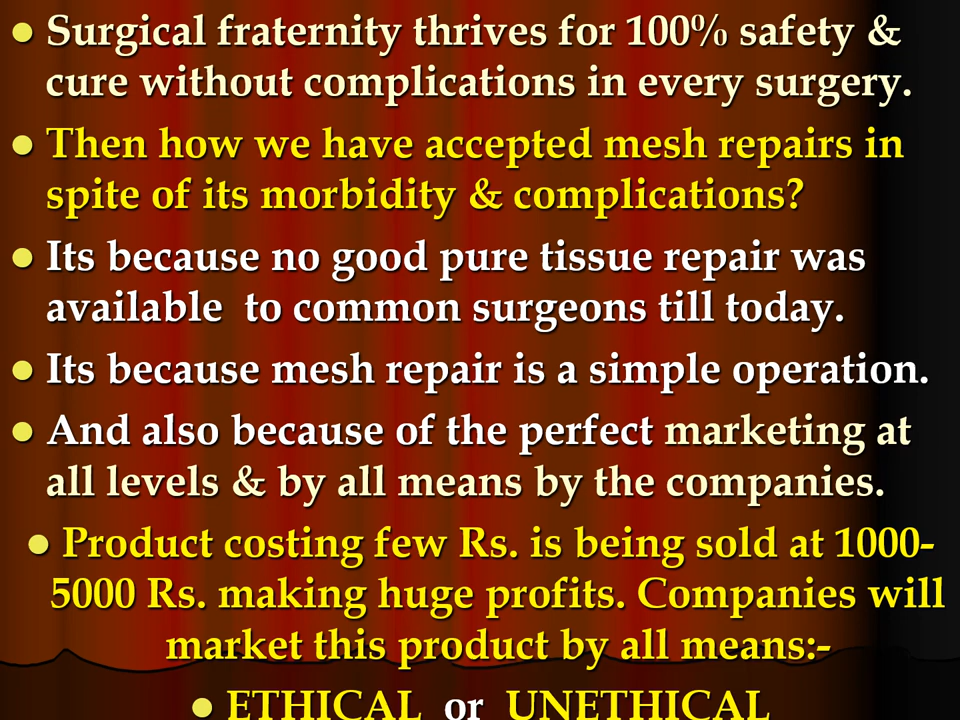 ● Surgical fraternity thrives for 100% safety &
cure without complications in every surgery.
● Then how we have accepted mesh repairs in
spite of its morbidity & complications?
● Its because no good pure tissue repair was
available to common surgeons till today.
● Its because mesh repair is a simple operation.
● And also because of the perfect marketing at
all levels & by all means by the companies.
● Product costing few Rs. is being sold at 1000-
5000 Rs. making huge profits. Companies will
market this product by all means:-
● ETHICAL or UNETHICAL